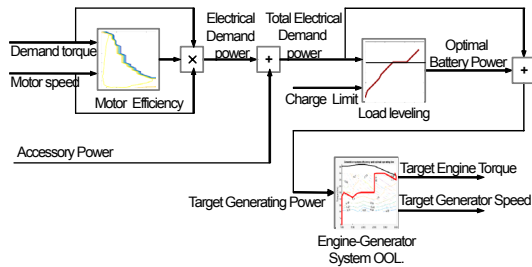 Electrical
Demand
power
Total Electrical
Demand
power
Optimal
Battery Power
Demand torque
Motor speed
×
+
+
Motor Efficiency
Charge Limit
Load leveling
Accessory Power
Target Engine Torque
Target Generating Power
Target Generator Speed
Engine-Generator
System OOL.